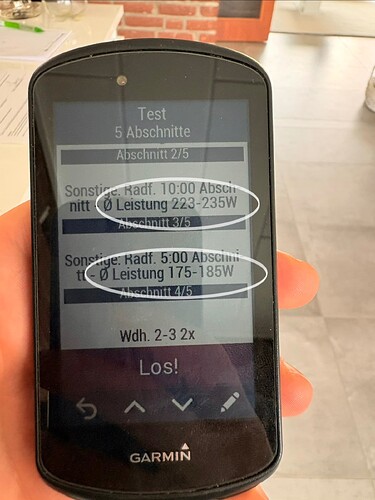 Test
5 Abschnitte
Abschnitt 2/5
Sonstige: Radf. 10:00 Absch
nitt - Ø Leistung 223-235W
Abschnitt 3/5
Sonstige: Radf. 5:00 Abschni
tt - Ø Leistung 175-185W
Abschnitt 4/5
Wdh. 2-3 2x
Los!
GARMIN